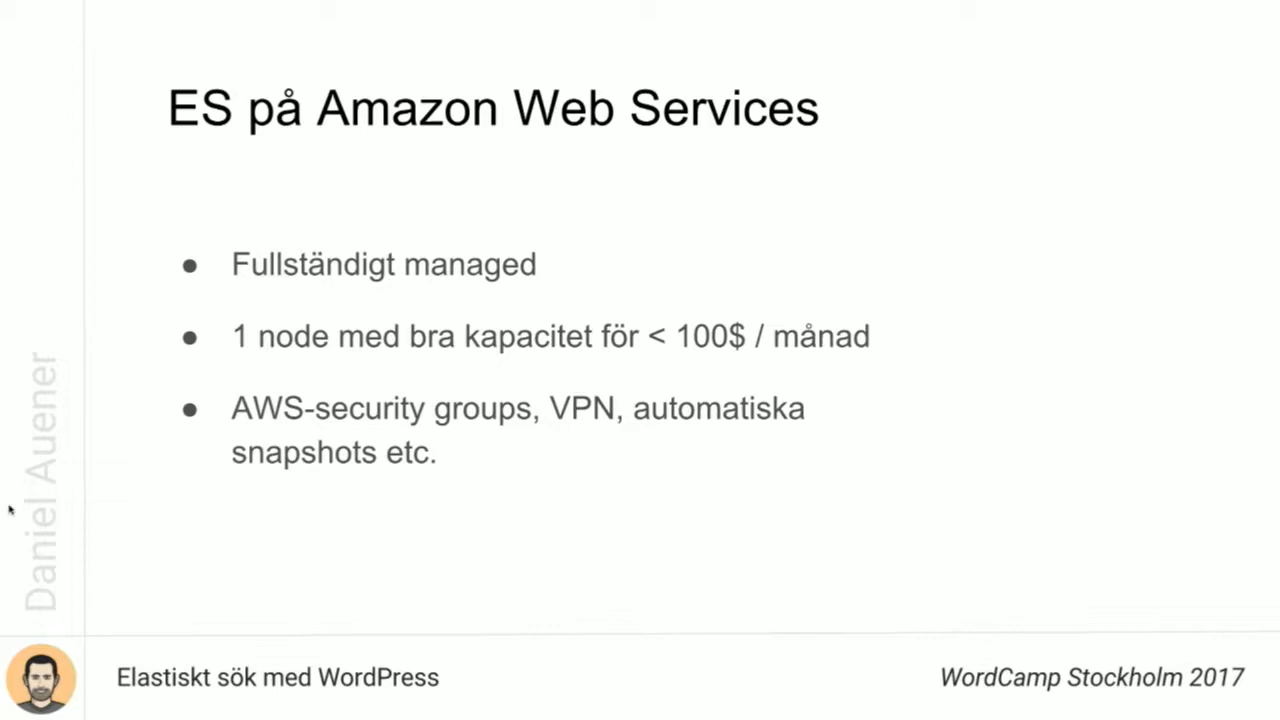 ES på Amazon Web Services
● Fullständigt managed
● 1 node med bra kapacitet för < 100$ / månad
● AWS-security groups, VPN, automatiska
snapshots etc.
Daniel Auener
Elastiskt sök med WordPress
WordCamp Stockholm 2017